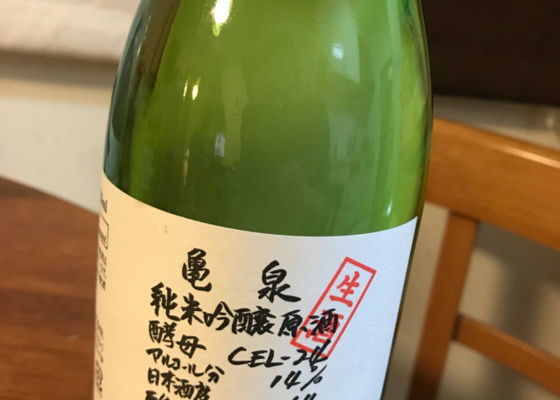 亀泉
純米吟醸原酒
酵母 CEL-24
アルコール分 14%
日本酒度
生酒